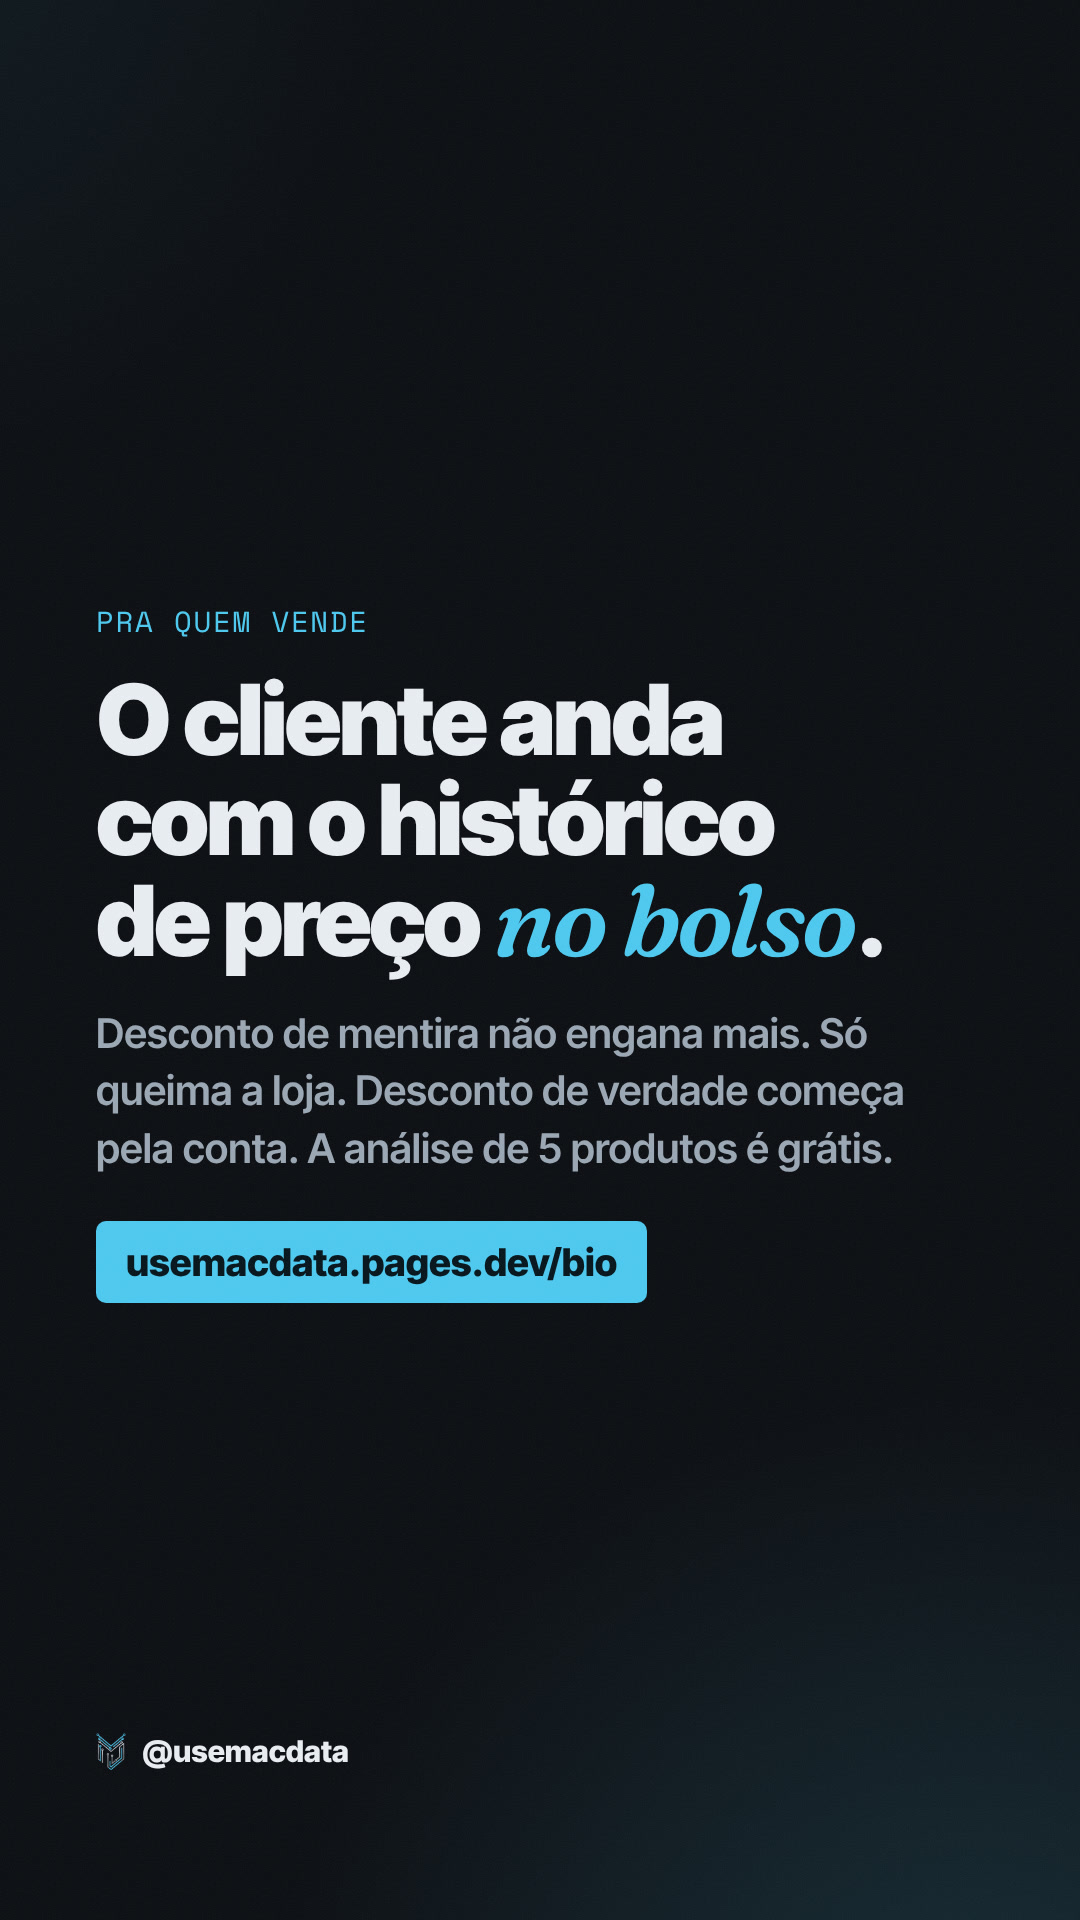 PRA QUEM VENDE
O cliente anda
com o histórico
de preço no bolso.
Desconto de mentira não engana mais. Só
queima a loja. Desconto de verdade começa
pela conta. A análise de 5 produtos é grátis.
usemacdata.pages.dev/bio
@usemacdata